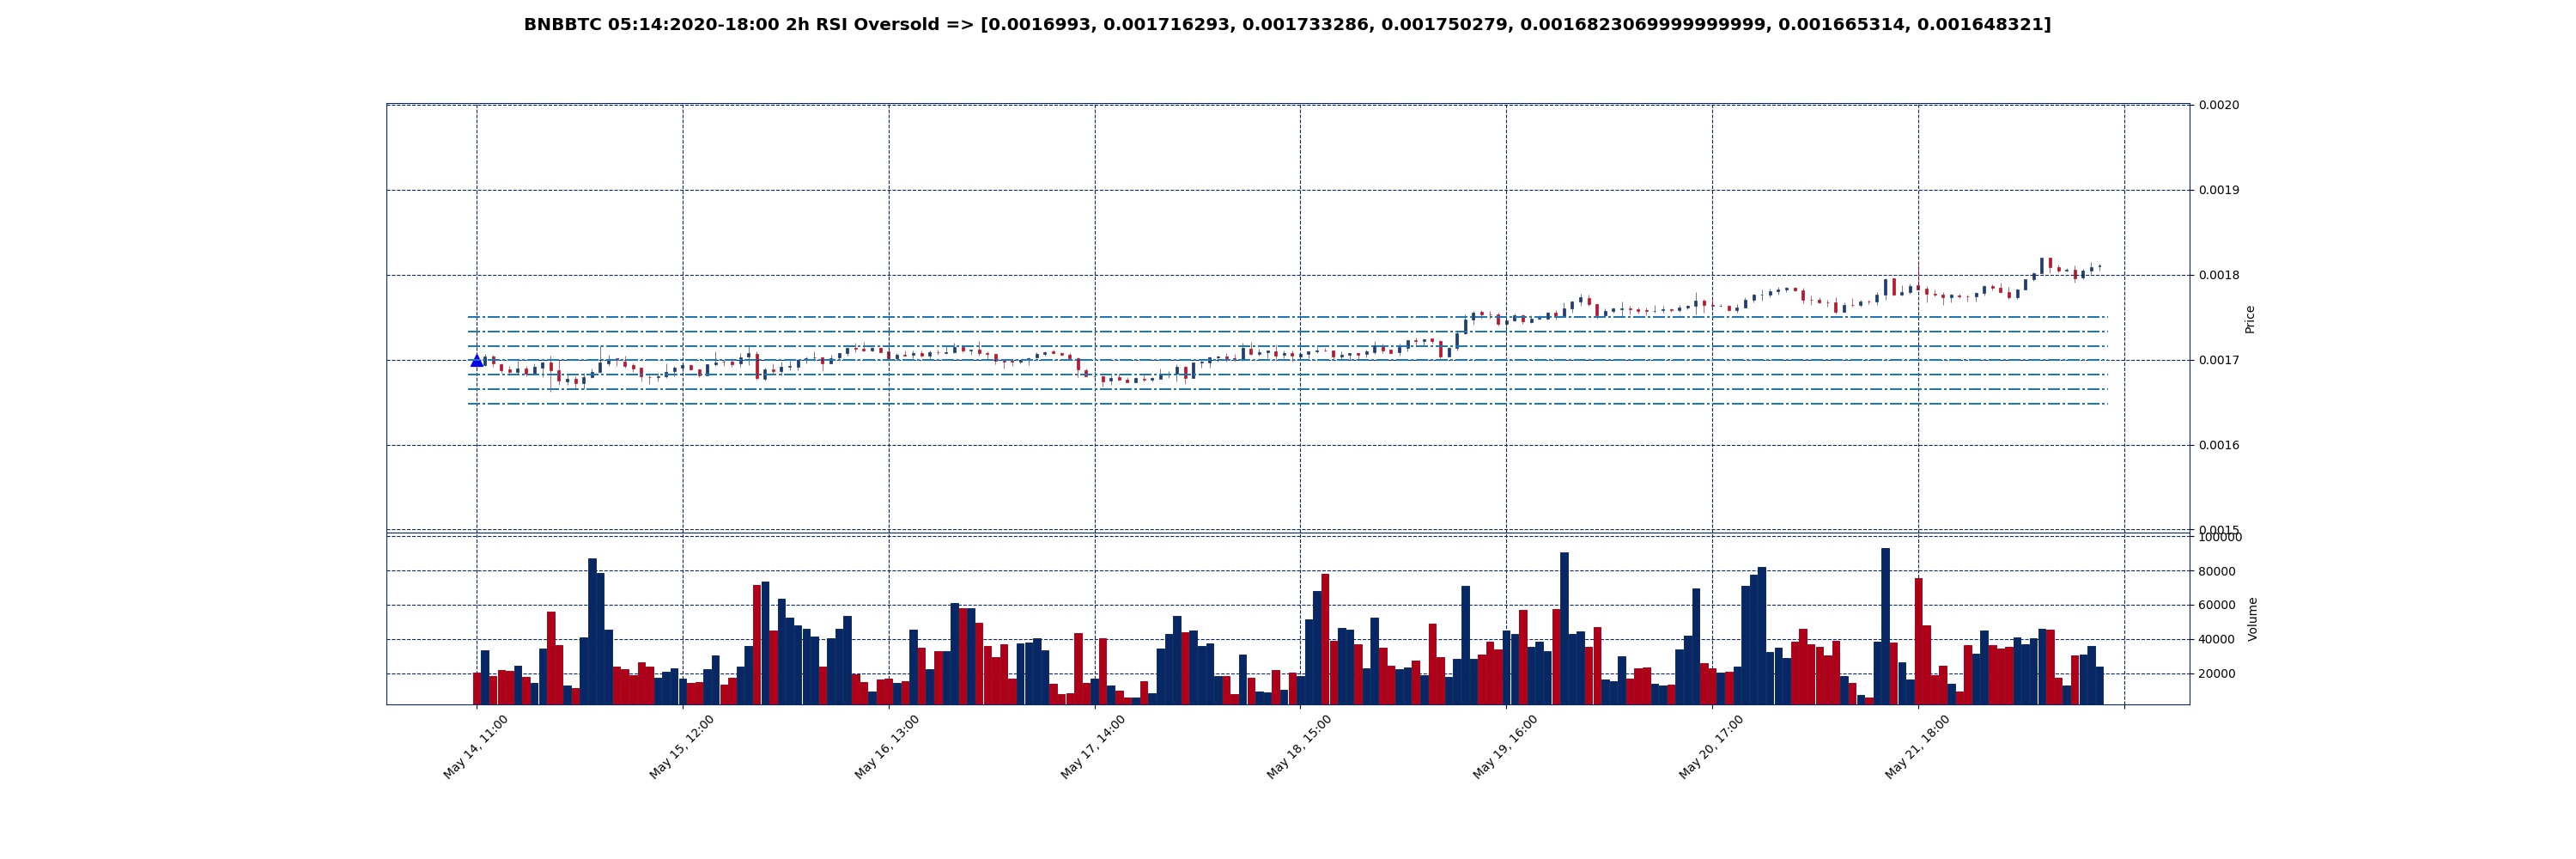 BNBBTC 05:14:2020-18:00 2h RSI Oversold => [0.0016993, 0.001716293, 0.001733286, 0.001750279, 0.0016823069999999999, 0.001665314, 0.001648321]
0.0020
0.0019
0.0018
0.0017
0.0016
0.0015
Price
100000
80000
60000
40000
20000
Volume
May 14, 11:00
May 15, 12:00
May 16, 13:00
May 17, 14:00
May 18, 15:00
May 19, 16:00
May 20, 17:00
May 21, 18:00